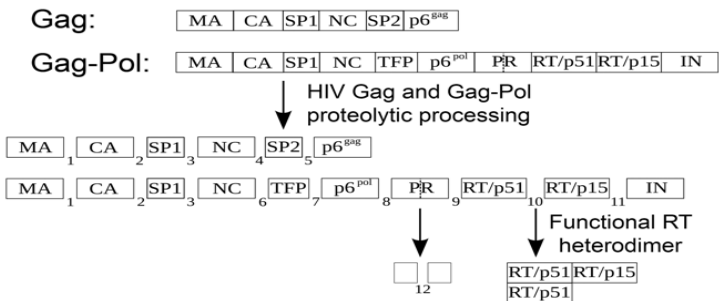 Gag: MA CA SP1 NC SP2 p6gag
Gag-Pol: MA CA SP1 NC TFP p6pol PR RT/p51 RT/p15 IN
HIV Gag and Gag-Pol
proteolytic processing
MA 1 CA 2 SP1 3 NC 4 SP2 5 p6gag
MA 1 CA 2 SP1 3 NC 6 TFP 7 p6pol 8 PR 9 RT/p51 10 RT/p15 11 IN
Functional RT
heterodimer
12
RT/p51 RT/p15
RT/p51